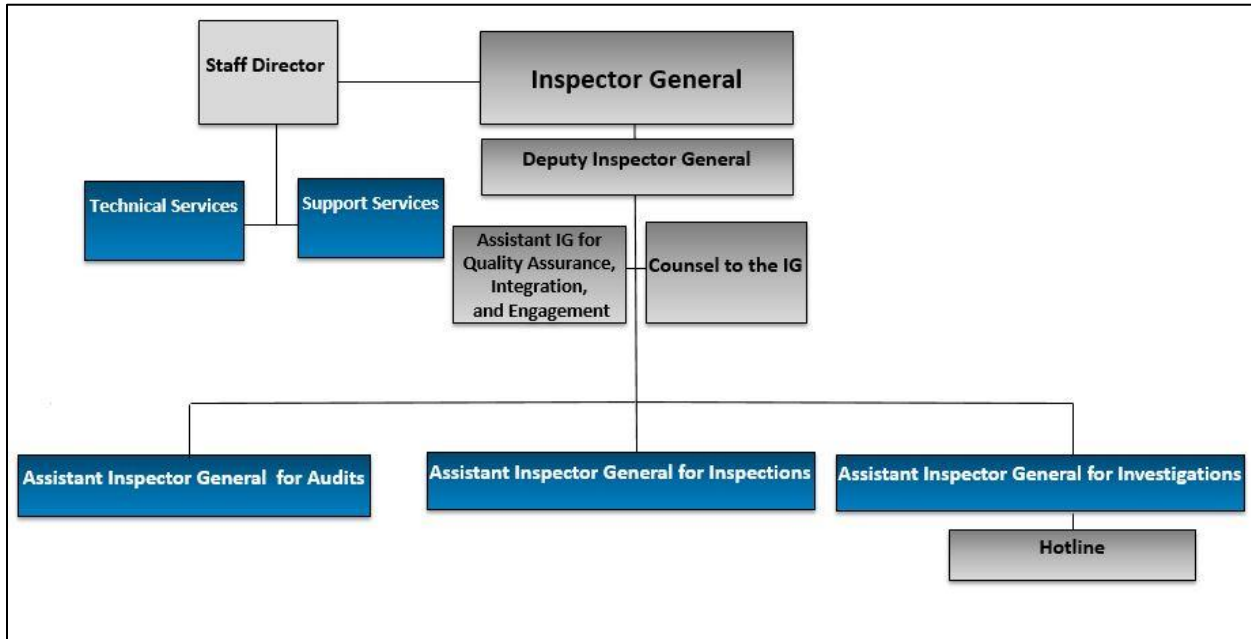 Staff Director
Inspector General
Deputy Inspector General
Technical Services
Support Services
Assistant IG for
Quality Assurance,
Integration,
and Engagement
Counsel to the IG
Assistant Inspector General for Audits
Assistant Inspector General for Inspections
Assistant Inspector General for Investigations
Hotline